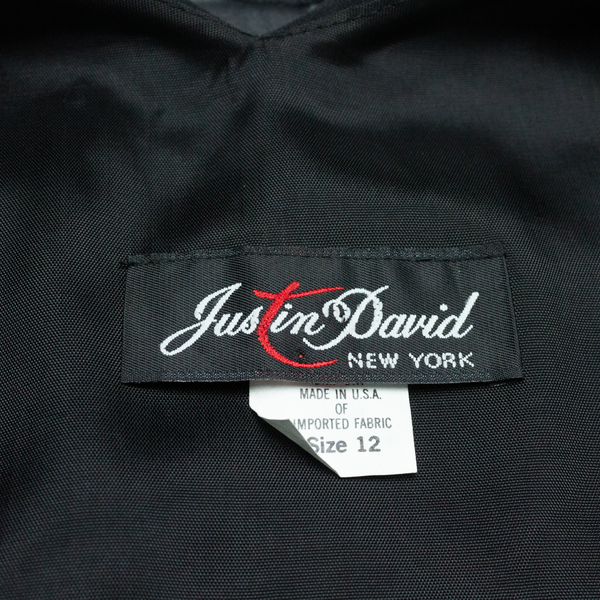 Justin David
NEW YORK
MADE IN U.S.A.
OF
IMPORTED FABRIC
Size 12